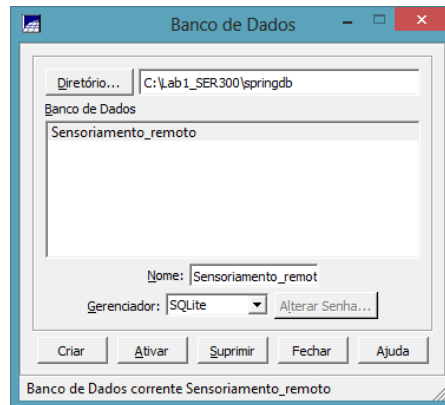 Banco de Dados
Diretório... C:\Lab1_SER300\springdb
Banco de Dados
Sensoriamento_remoto
Nome: Sensoriamento_remot
Gerenciador: SQLite Alterar Senha...
Criar Ativar Suprimir Fechar Ajuda
Banco de Dados corrente Sensoriamento_remoto